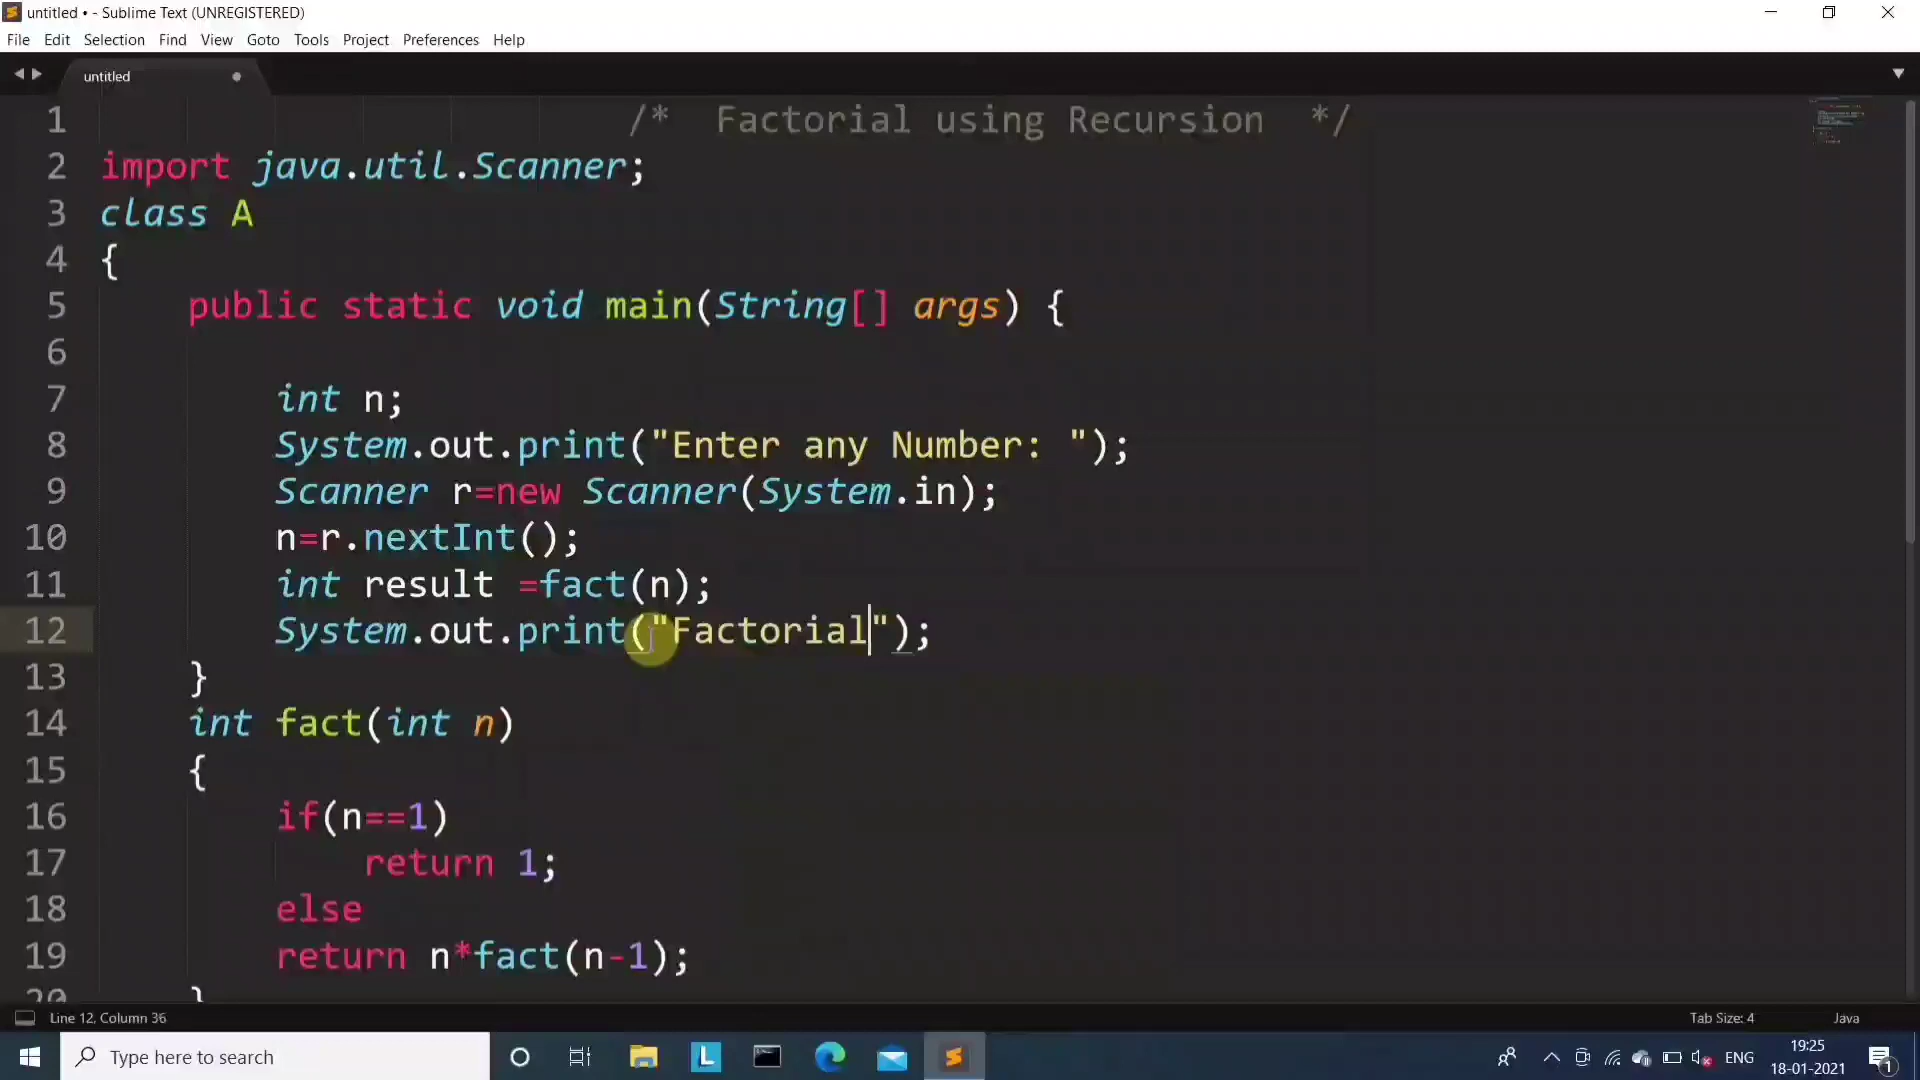 untitled • - Sublime Text (UNREGISTERED)
File Edit Selection Find View Goto Tools Project Preferences Help
untitled
1 /* Factorial using Recursion */
2 import java.util.Scanner;
3 class A
4 {
5 public static void main(String[] args) {
6
7 int n;
8 System.out.print("Enter any Number: ");
9 Scanner r=new Scanner(System.in);
10 n=r.nextInt();
11 int result =fact(n);
12 System.out.print("Factorial");
13 }
14 int fact(int n)
15 {
16 if(n==1)
17 return 1;
18 else
19 return n*fact(n-1);
20 }
Line 12, Column 36 Tab Size: 4 Java
Type here to search L ENG 19:25
18-01-2021 1